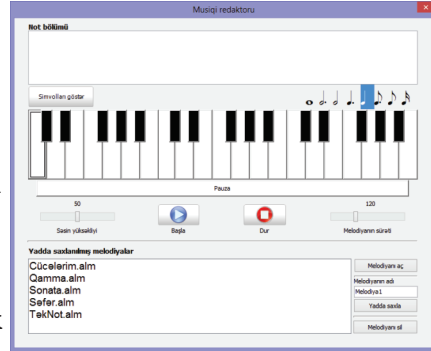 Musiqi redaktoru
Not bölümü
Simvolları göstər
Pauza
50
120
Səsin yüksəkliyi
Başla
Dur
Melodiyanın sürəti
Yadda saxlanılmış melodiyalar
Cücələrim.alm
Qamma.alm
Sonata.alm
Səfər.alm
TəkNot.alm
Melodiyanı aç
Melodiyanın adı
Melodiya1
Yadda saxla
Melodiyanı sil